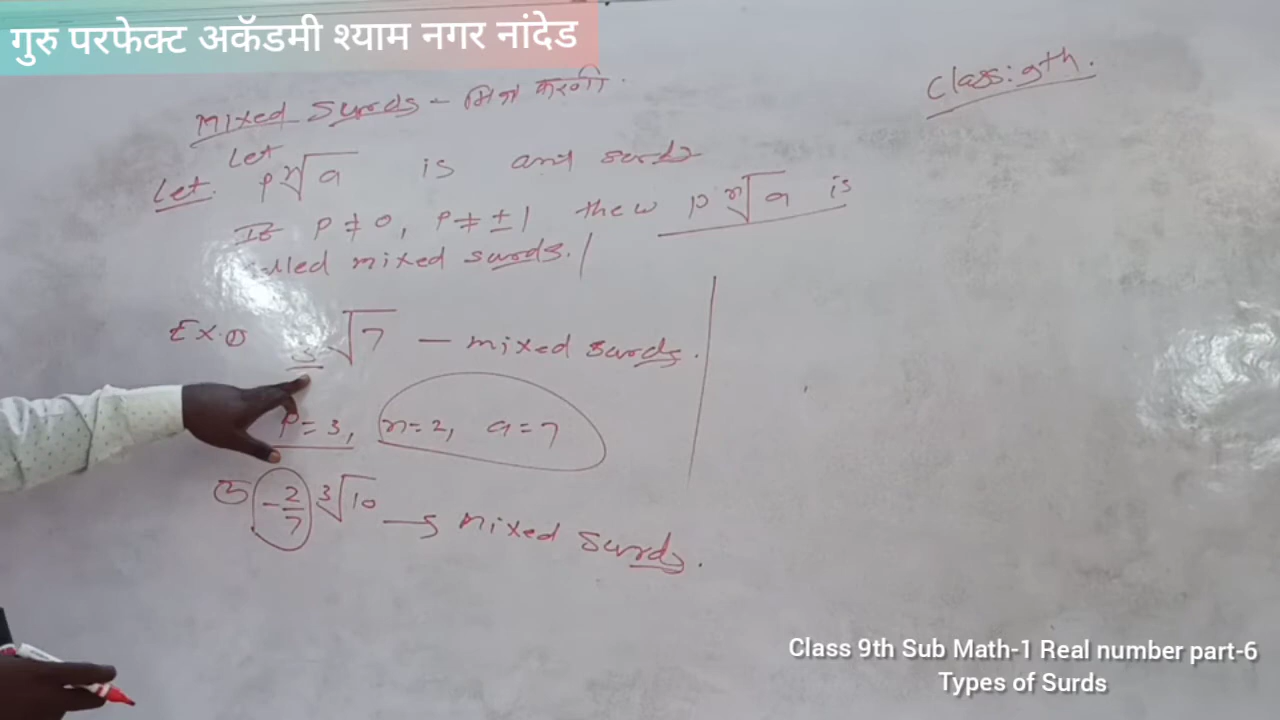 गुरु परफेक्ट अकॅडमी श्याम नगर नांदेड
Class: 9th.
Mixed Surds - मिश्र करणी.
Let
Let. p ⁿ√a is any surds
If p ≠ 0, p ≠ ±1 then p ⁿ√a is
called mixed surds.
Ex. ① 3 √7 — mixed surds.
P = 3, n = 2, a = 7
② -2/7 ³√10 → mixed surds.
Class 9th Sub Math-1 Real number part-6
Types of Surds